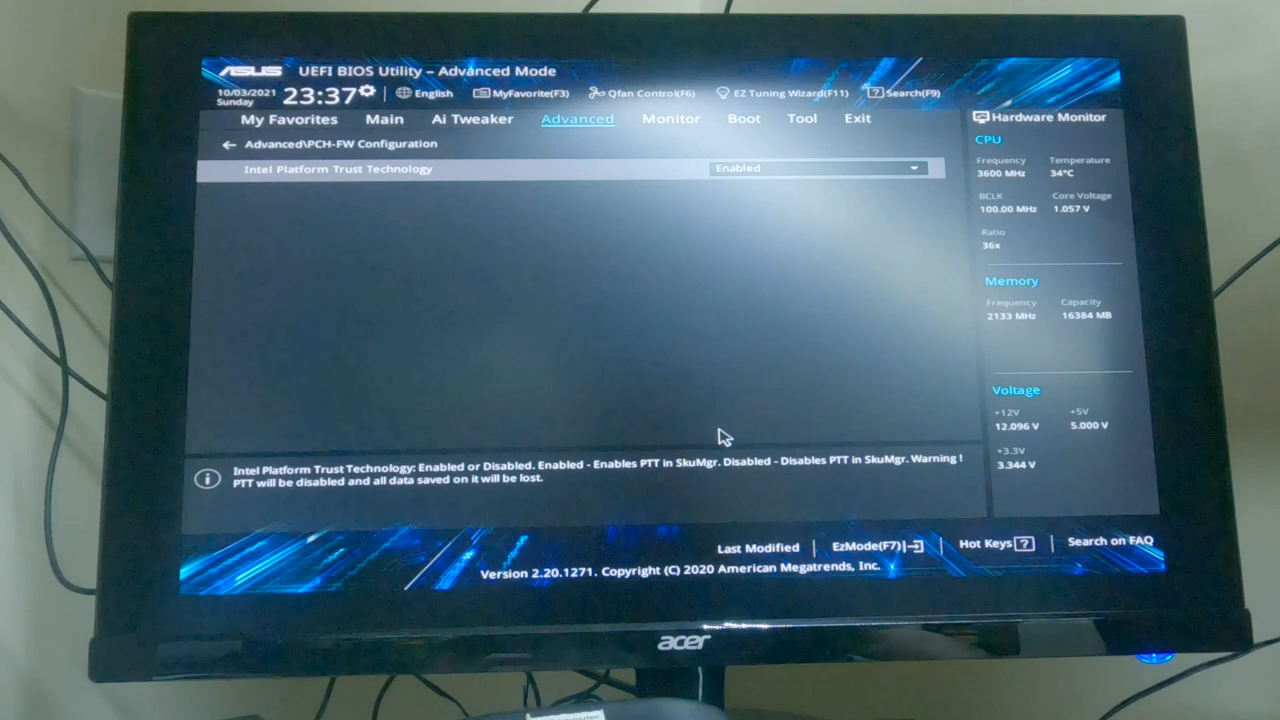 ASUS UEFI BIOS Utility – Advanced Mode
10/03/2021
Sunday
23:37
English
MyFavorite(F3)
Qfan Control(F6)
EZ Tuning Wizard(F11)
Search(F9)
My Favorites
Main
Ai Tweaker
Advanced
Monitor
Boot
Tool
Exit
Advanced\PCH-FW Configuration
Intel Platform Trust Technology
Enabled
Intel Platform Trust Technology: Enabled or Disabled. Enabled - Enables PTT in SkuMgr. Disabled - Disables PTT in SkuMgr. Warning !
PTT will be disabled and all data saved on it will be lost.
Hardware Monitor
CPU
Frequency
Temperature
3600 MHz
34°C
BCLK
Core Voltage
100.00 MHz
1.057 V
Ratio
36x
Memory
Frequency
Capacity
2133 MHz
16384 MB
Voltage
+12V
+5V
12.096 V
5.000 V
+3.3V
3.344 V
Last Modified
EzMode(F7)
Hot Keys ?
Search on FAQ
Version 2.20.1271. Copyright (C) 2020 American Megatrends, Inc.
acer